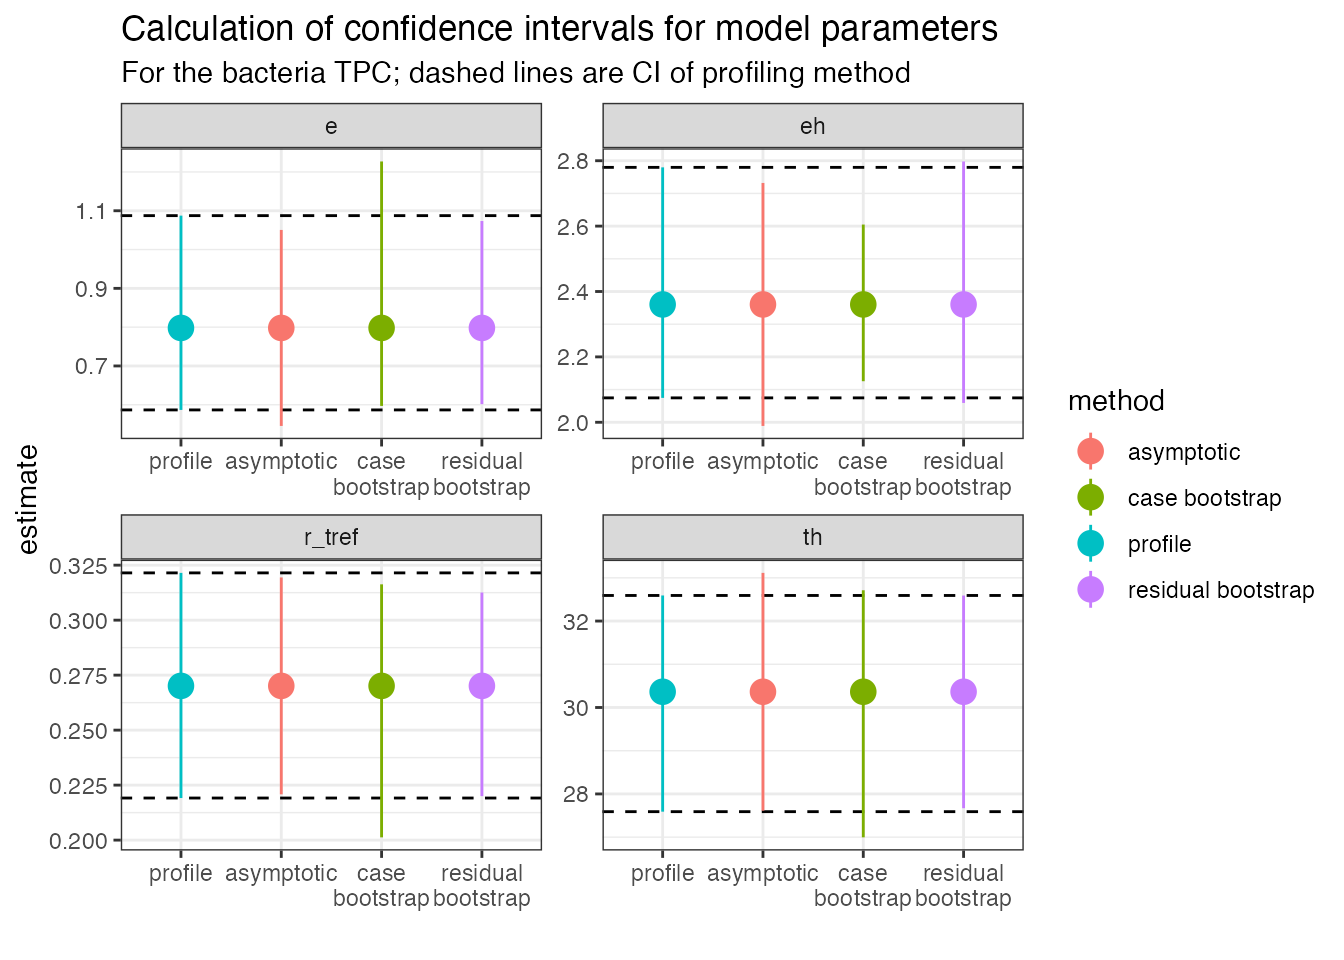 Calculation of confidence intervals for model parameters
For the bacteria TPC; dashed lines are CI of profiling method
e
eh
1.1
0.9
0.7
2.8
2.6
2.4
2.2
2.0
profile asymptotic case bootstrap residual bootstrap
profile asymptotic case bootstrap residual bootstrap
estimate
r_tref
th
0.325
0.300
0.275
0.250
0.225
0.200
32
30
28
profile asymptotic case bootstrap residual bootstrap
profile asymptotic case bootstrap residual bootstrap
method
asymptotic
case bootstrap
profile
residual bootstrap